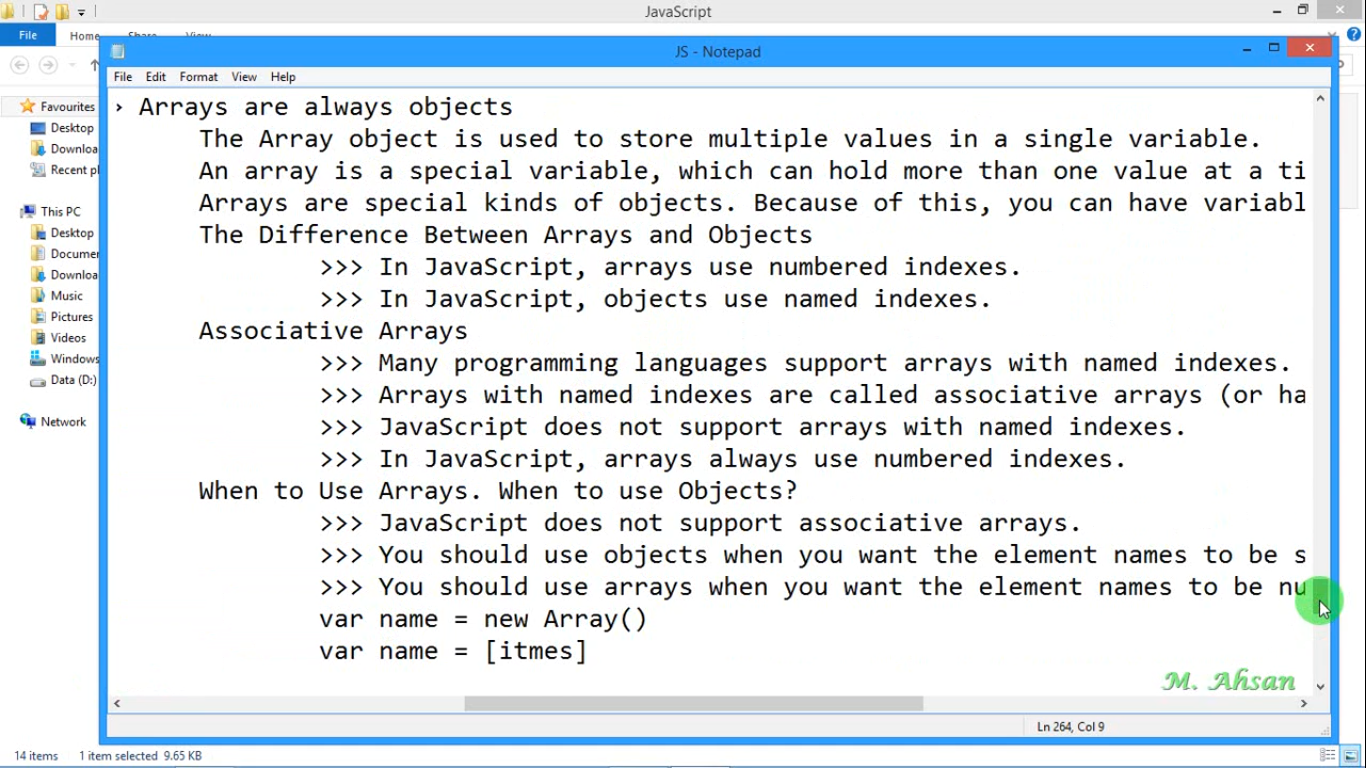 JavaScript
File Home Share View
JS - Notepad
File Edit Format View Help
Favourites
Desktop
Downloa
Recent pl
This PC
Desktop
Documen
Downloa
Music
Pictures
Videos
Windows
Data (D:)
Network
› Arrays are always objects
The Array object is used to store multiple values in a single variable.
An array is a special variable, which can hold more than one value at a ti
Arrays are special kinds of objects. Because of this, you can have variabl
The Difference Between Arrays and Objects
>>> In JavaScript, arrays use numbered indexes.
>>> In JavaScript, objects use named indexes.
Associative Arrays
>>> Many programming languages support arrays with named indexes.
>>> Arrays with named indexes are called associative arrays (or ha
>>> JavaScript does not support arrays with named indexes.
>>> In JavaScript, arrays always use numbered indexes.
When to Use Arrays. When to use Objects?
>>> JavaScript does not support associative arrays.
>>> You should use objects when you want the element names to be s
>>> You should use arrays when you want the element names to be nu
var name = new Array()
var name = [itmes]
M. Ahsan
Ln 264, Col 9
14 items 1 item selected 9.65 KB